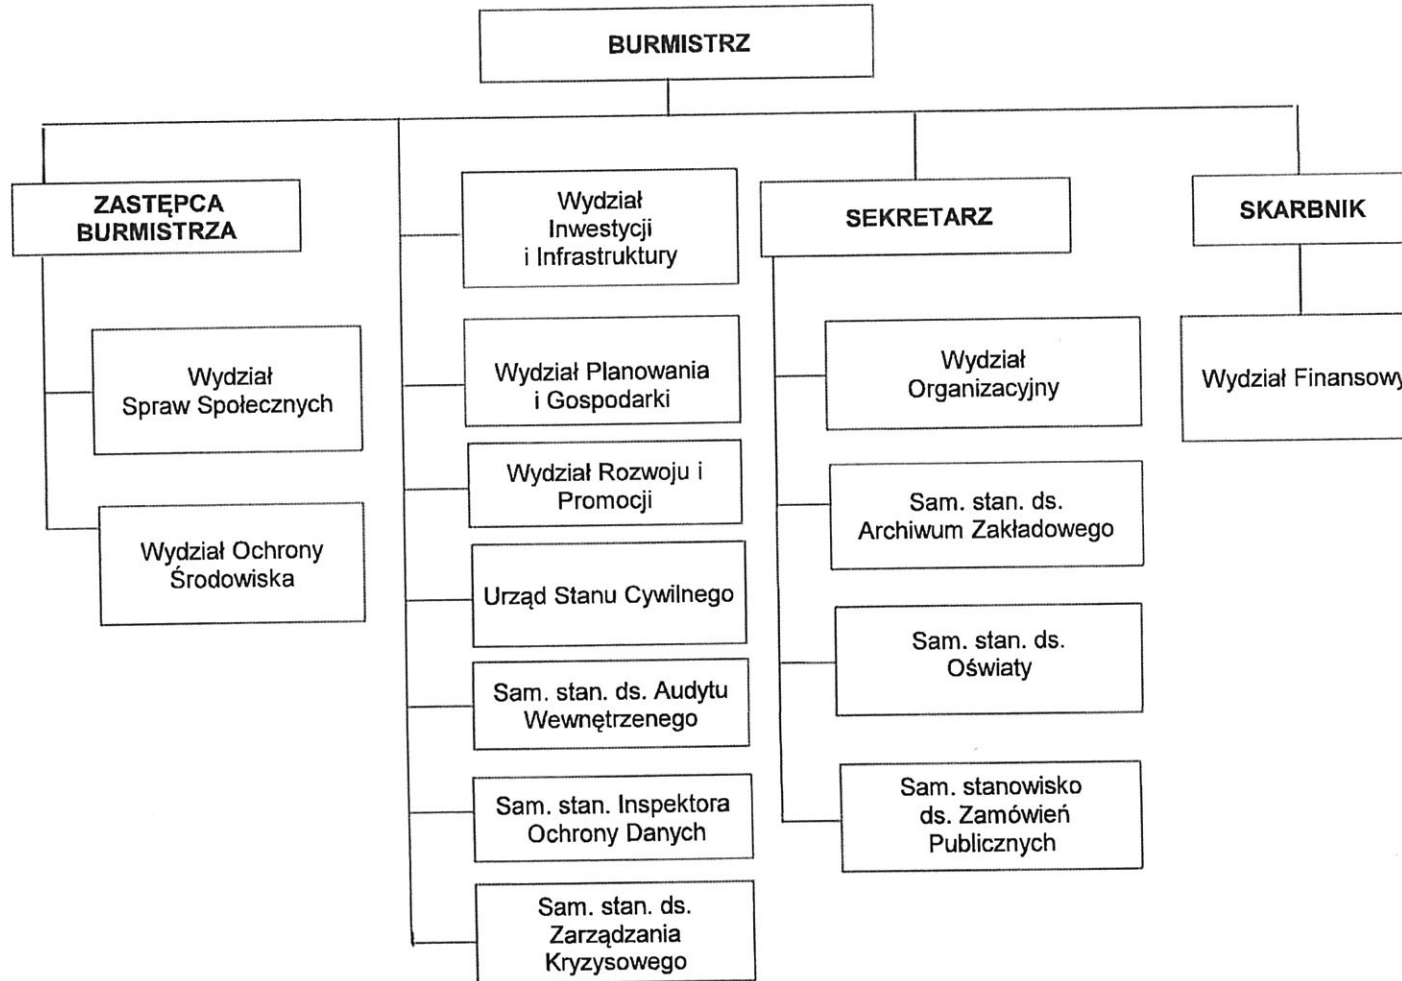 BURMISTRZ
ZASTĘPCA
BURMISTRZA
Wydział
Spraw Społecznych
Wydział Ochrony
Środowiska
Wydział
Inwestycji
i Infrastruktury
Wydział Planowania
i Gospodarki
Wydział Rozwoju i
Promocji
Urząd Stanu Cywilnego
Sam. stan. ds. Audytu
Wewnętrzenego
Sam. stan. Inspektora
Ochrony Danych
Sam. stan. ds.
Zarządzania
Kryzysowego
SEKRETARZ
Wydział
Organizacyjny
Sam. stan. ds.
Archiwum Zakładowego
Sam. stan. ds.
Oświaty
Sam. stanowisko
ds. Zamówień
Publicznych
SKARBNIK
Wydział Finansowy